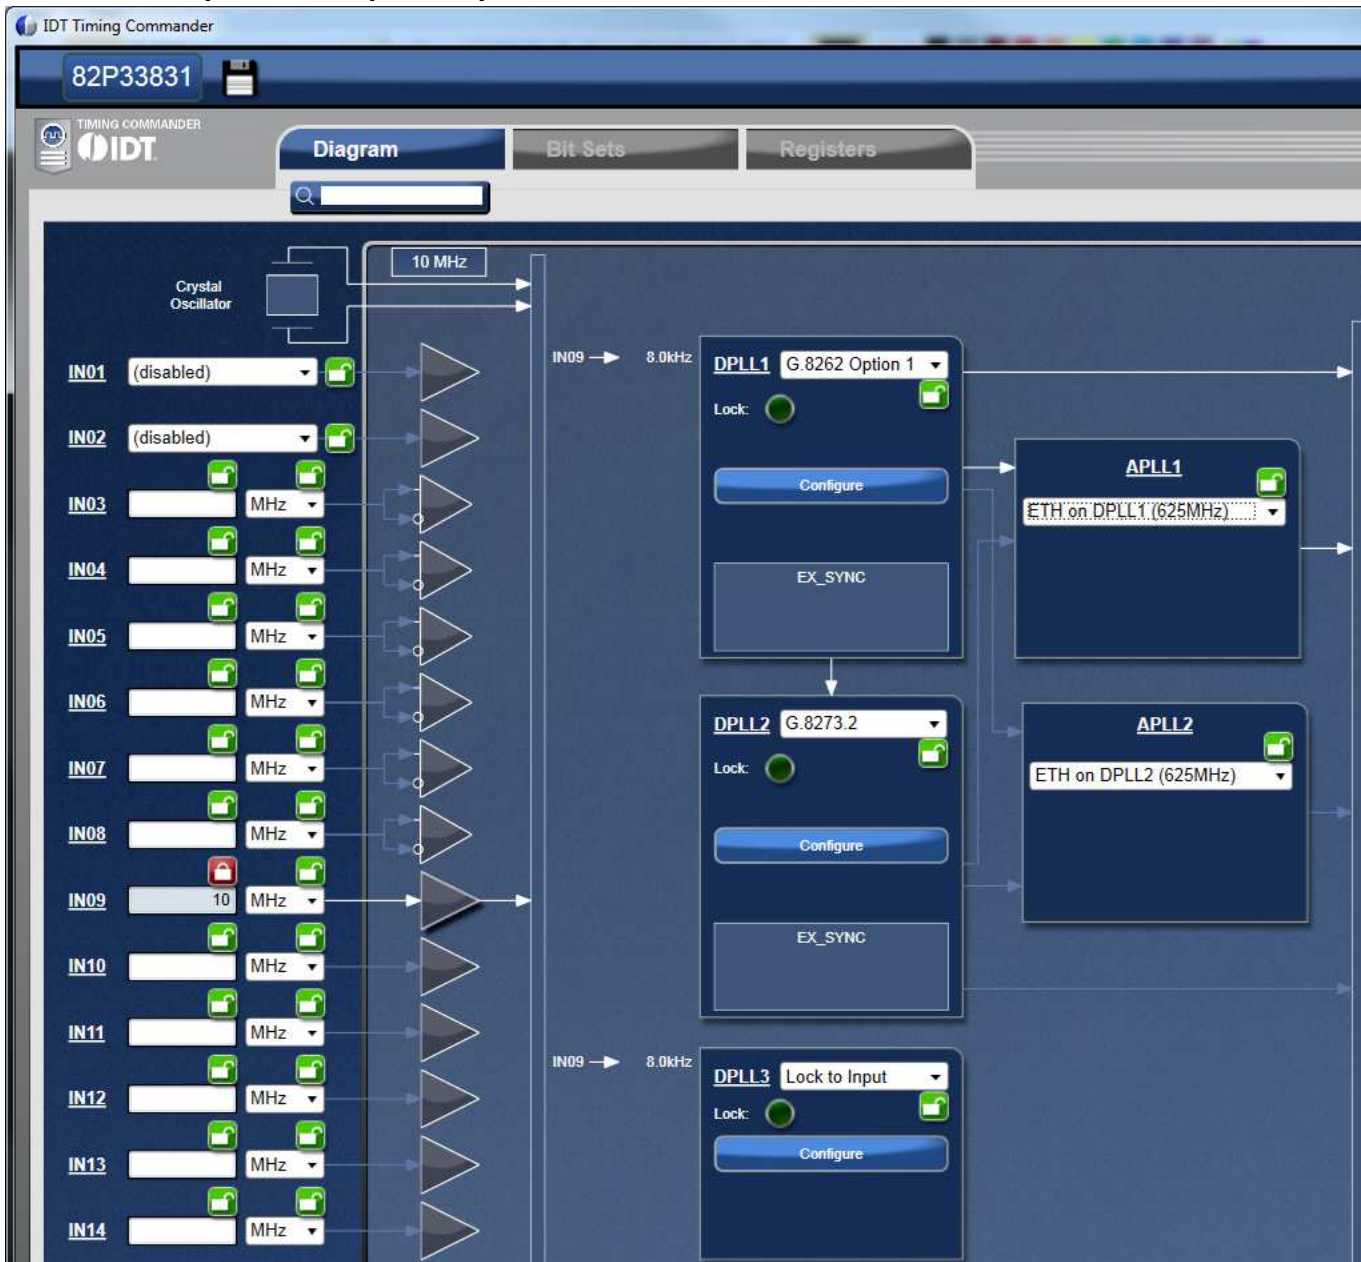 IDT Timing Commander
82P33831
TIMING COMMANDER
IDT.
Diagram
Bit Sets
Registers
10 MHz
Crystal
Oscillator
IN01 (disabled)
IN09 8.0kHz
DPLL1 G.8262 Option 1
Lock:
Configure
EX_SYNC
IN02 (disabled)
IN03 MHz
IN04 MHz
IN05 MHz
IN06 MHz
IN07 MHz
IN08 MHz
IN09 10 MHz
IN10 MHz
IN11 MHz
IN12 MHz
IN13 MHz
IN14 MHz
APLL1
ETH on DPLL1 (625MHz)
DPLL2 G.8273.2
Lock:
Configure
EX_SYNC
APLL2
ETH on DPLL2 (625MHz)
IN09 8.0kHz
DPLL3 Lock to Input
Lock:
Configure